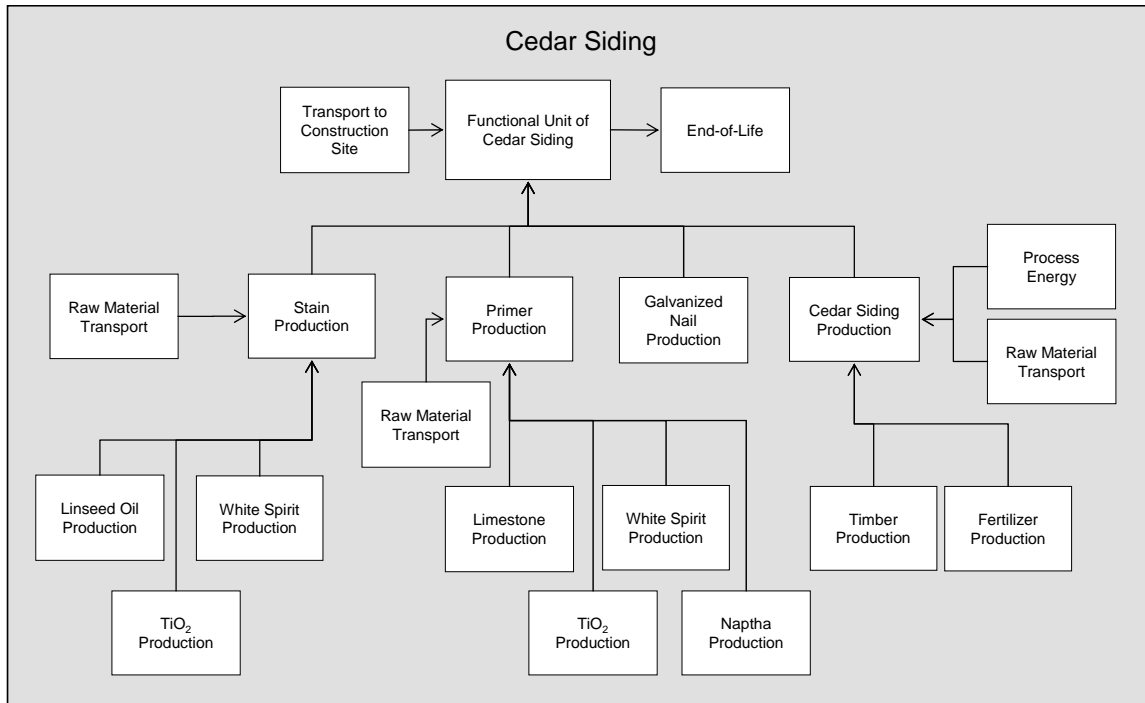 Cedar Siding
Transport to
Construction
Site
Functional Unit of
Cedar Siding
End-of-Life
Raw Material
Transport
Stain
Production
Primer
Production
Galvanized
Nail
Production
Cedar Siding
Production
Process
Energy
Raw Material
Transport
Raw Material
Transport
Linseed Oil
Production
White Spirit
Production
Limestone
Production
White Spirit
Production
Timber
Production
Fertilizer
Production
TiO₂
Production
TiO₂
Production
Naptha
Production